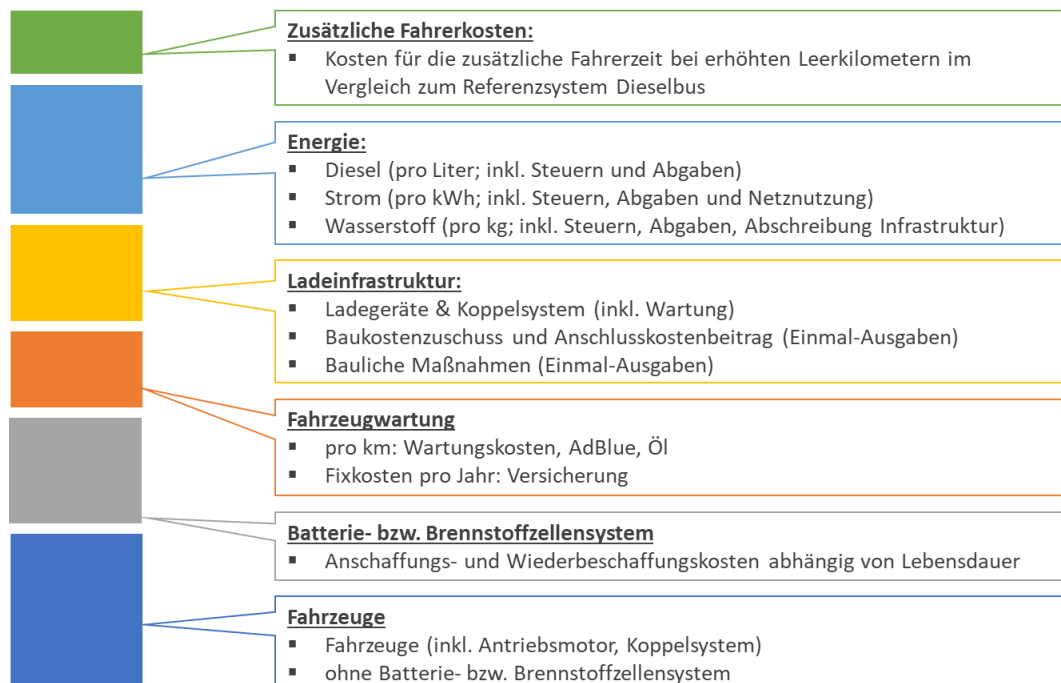 Zusätzliche Fahrerkosten:
▪ Kosten für die zusätzliche Fahrerzeit bei erhöhten Leerkilometern im
Vergleich zum Referenzsystem Dieselbus
Energie:
▪ Diesel (pro Liter; inkl. Steuern und Abgaben)
▪ Strom (pro kWh; inkl. Steuern, Abgaben und Netznutzung)
▪ Wasserstoff (pro kg; inkl. Steuern, Abgaben, Abschreibung Infrastruktur)
Ladeinfrastruktur:
▪ Ladegeräte & Koppelsystem (inkl. Wartung)
▪ Baukostenzuschuss und Anschlusskostenbeitrag (Einmal-Ausgaben)
▪ Bauliche Maßnahmen (Einmal-Ausgaben)
Fahrzeugwartung
▪ pro km: Wartungskosten, AdBlue, Öl
▪ Fixkosten pro Jahr: Versicherung
Batterie- bzw. Brennstoffzellensystem
▪ Anschaffungs- und Wiederbeschaffungskosten abhängig von Lebensdauer
Fahrzeuge
▪ Fahrzeuge (inkl. Antriebsmotor, Koppelsystem)
▪ ohne Batterie- bzw. Brennstoffzellensystem